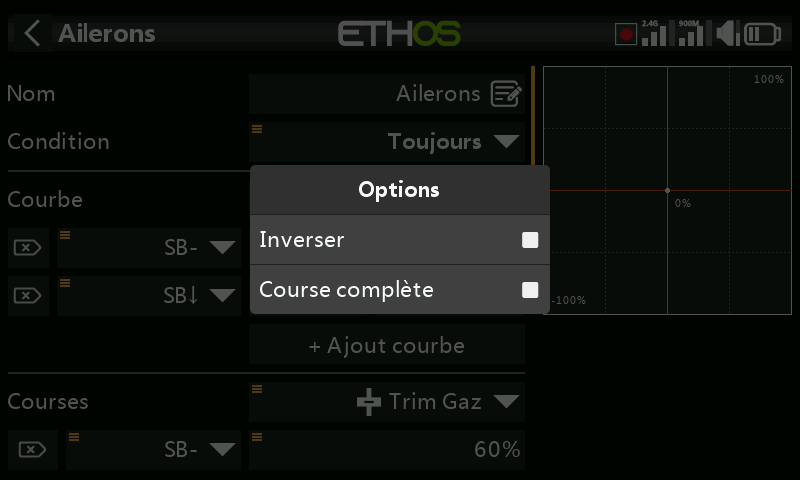 Ailerons
ETHOS
2.4G
900M
Nom
Ailerons
Condition
Toujours
100%
Options
Courbe
0%
Inverser
SB-
Course complète
SB↓
-100%
+ Ajout courbe
Courses
Trim Gaz
SB-
60%